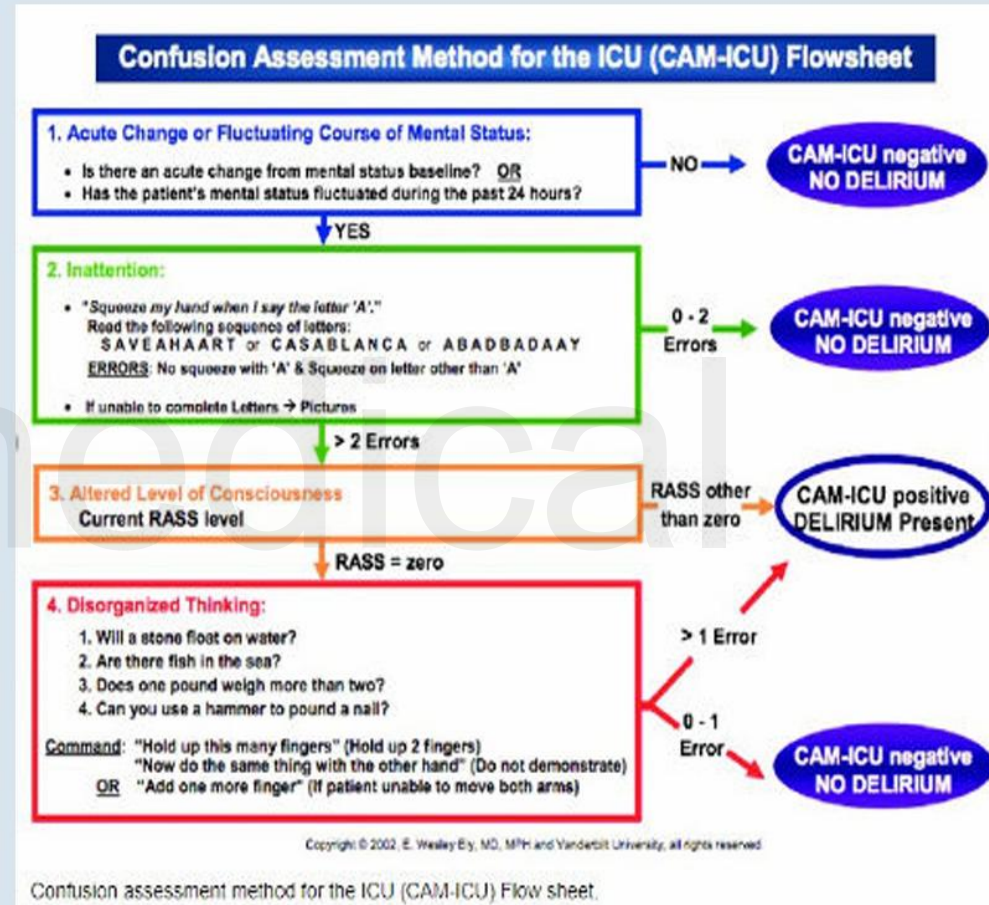 Confusion Assessment Method for the ICU (CAM-ICU) Flowsheet
1. Acute Change or Fluctuating Course of Mental Status:
• Is there an acute change from mental status baseline? OR
• Has the patient's mental status fluctuated during the past 24 hours?
NO
CAM-ICU negative
NO DELIRIUM
YES
2. Inattention:
• "Squeeze my hand when I say the letter 'A'."
Read the following sequence of letters:
S A V E A H A A R T or C A S A B L A N C A or A B A D B A D A A Y
ERRORS: No squeeze with 'A' & Squeeze on letter other than 'A'
• If unable to complete Letters → Pictures
0 - 2
Errors
CAM-ICU negative
NO DELIRIUM
> 2 Errors
3. Altered Level of Consciousness
Current RASS level
RASS other
than zero
CAM-ICU positive
DELIRIUM Present
RASS = zero
4. Disorganized Thinking:
1. Will a stone float on water?
2. Are there fish in the sea?
3. Does one pound weigh more than two?
4. Can you use a hammer to pound a nail?
Command: "Hold up this many fingers" (Hold up 2 fingers)
"Now do the same thing with the other hand" (Do not demonstrate)
OR "Add one more finger" (If patient unable to move both arms)
> 1 Error
0 - 1
Error
CAM-ICU negative
NO DELIRIUM
Copyright © 2002, E. Wesley Ely, MD, MPH and Vanderbilt University, all rights reserved
Confusion assessment method for the ICU (CAM-ICU) Flow sheet.
medical